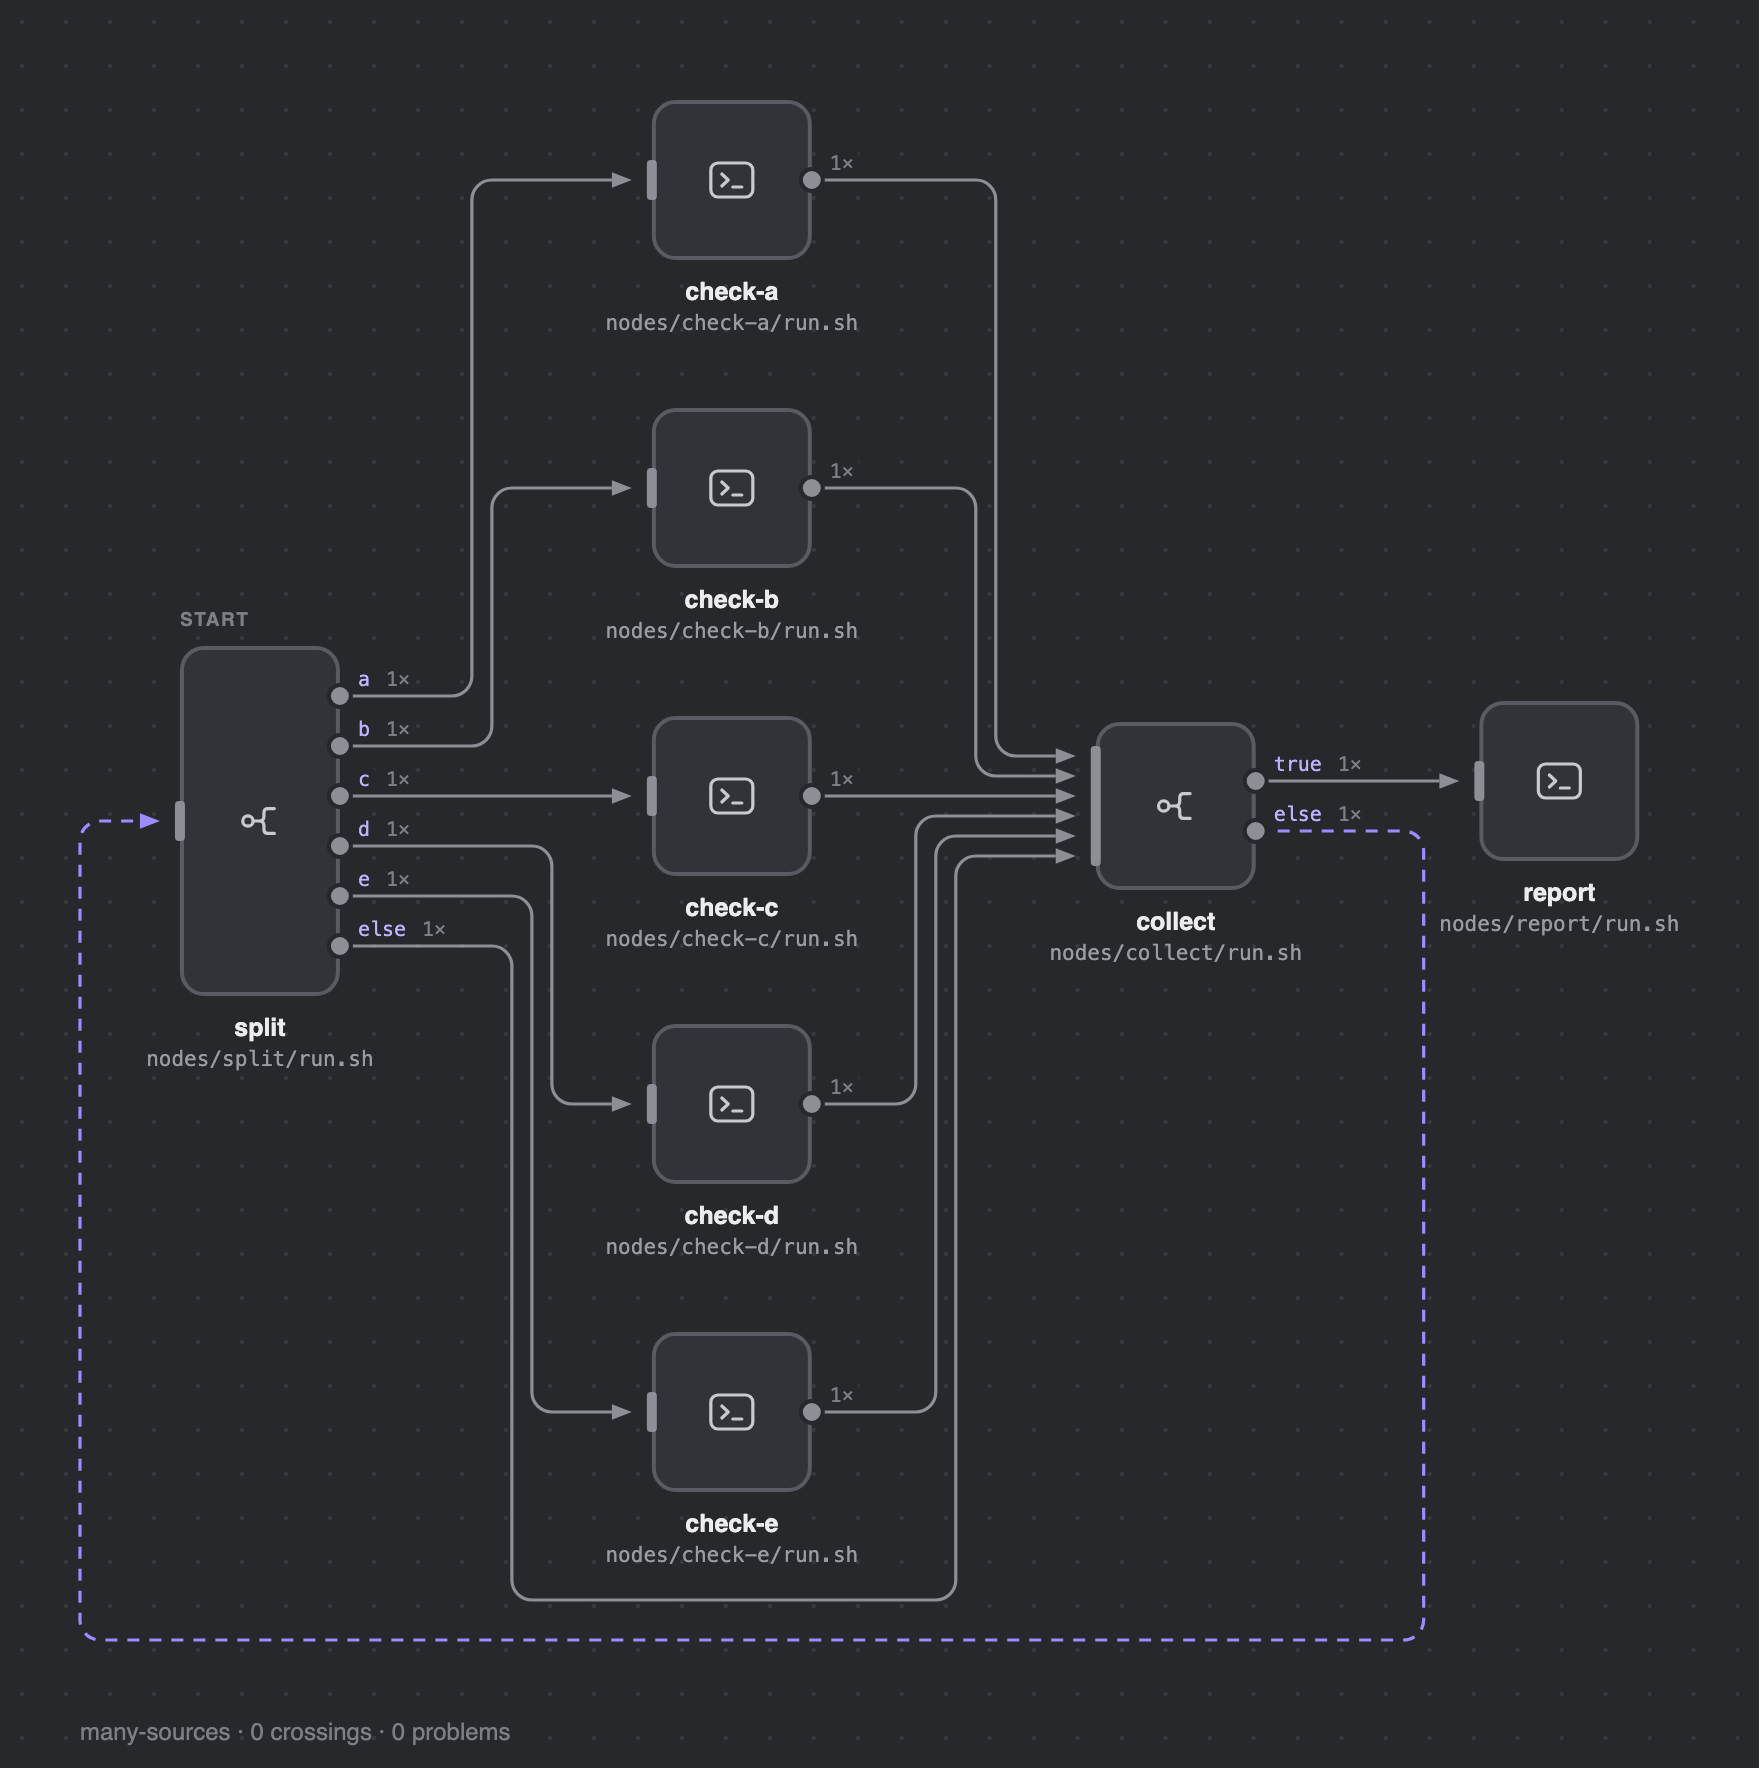 1×
check-a
nodes/check-a/run.sh
1×
check-b
nodes/check-b/run.sh
START
a 1×
b 1×
c 1×
d 1×
e 1×
else 1×
split
nodes/split/run.sh
1×
check-c
nodes/check-c/run.sh
true 1×
else 1×
collect
nodes/collect/run.sh
report
nodes/report/run.sh
1×
check-d
nodes/check-d/run.sh
1×
check-e
nodes/check-e/run.sh
many-sources · 0 crossings · 0 problems